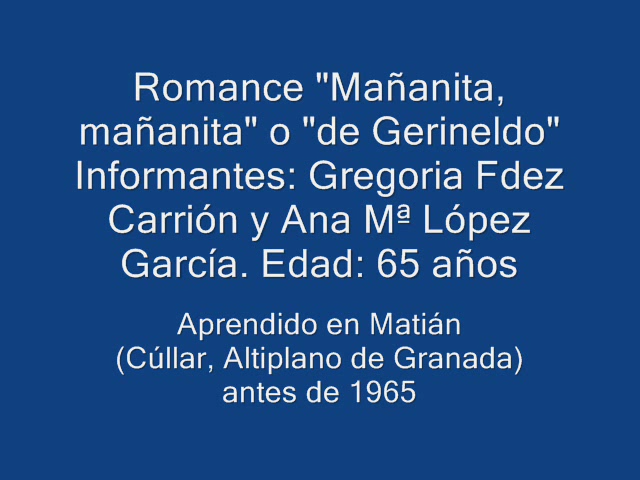 Romance "Mañanita,
mañanita" o "de Gerineldo"
Informantes: Gregoria Fdez
Carrión y Ana Mª López
García. Edad: 65 años
Aprendido en Matián
(Cúllar, Altiplano de Granada)
antes de 1965